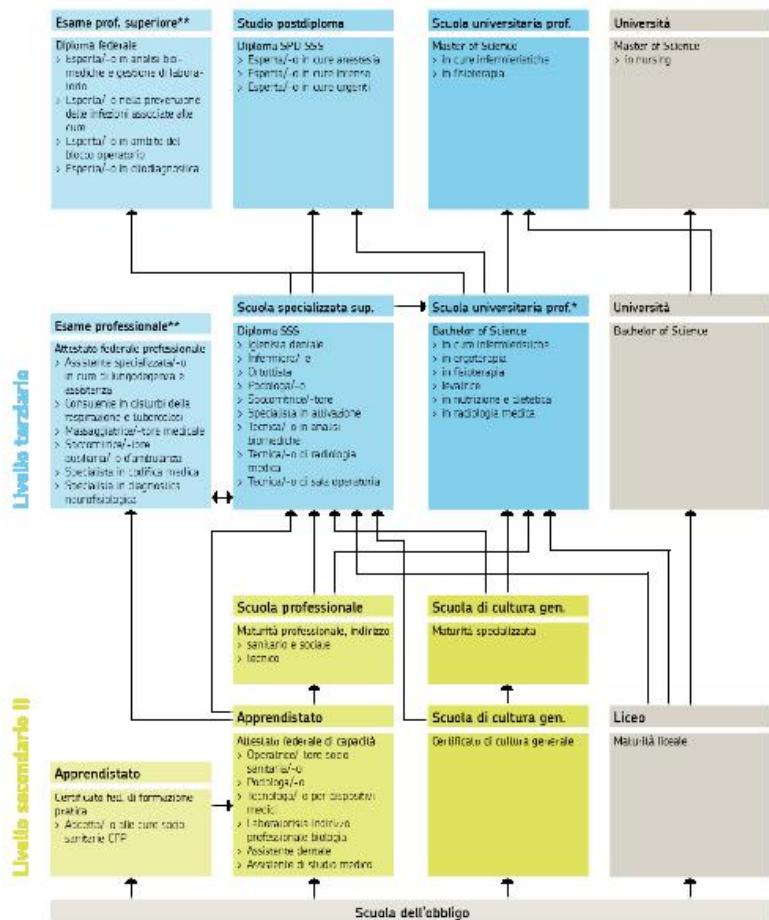 Esame prof. superiore**
Diploma federale
> Esperta/-o in analisi bio-
mediche e gestione di labora-
torio
> Esperta/-o nella prevenzione
delle infezioni associate alle
cure
> Esperta/-o in ambito del
blocco operatorio
> Esperta/-o in citodiagnostica
Studio postdiploma
Diploma SPD SSS
> Esperta/-o in cure anestesia
> Esperta/-o in cure intense
> Esperta/-o in cure urgenti
Scuola universitaria prof.
Master of Science
> in cure infermieristiche
> in fisioterapia
Università
Master of Science
> in nursing
Livello terziario
Esame professionale**
Attestato federale professionale
> Assistente specializzata/-o
in cura di lungodegenza e
assistenza
> Consulente in disturbi della
respirazione e tubercolosi
> Massaggiatrice/-tore medicale
> Soccorritrice/-tore
ausiliaria/-o d'ambulanza
> Specialista in codifica medica
> Specialista in diagnostica
neurofisiologica
Scuola specializzata sup.
Diploma SSS
> Igienista dentale
> Infermiera/-e
> Ortottista
> Podologa/-o
> Soccorritrice/-tore
> Specialista in attivazione
> Tecnica/-o in analisi
biomediche
> Tecnica/-o di radiologia
medica
> Tecnica/-o di sala operatoria
Scuola universitaria prof.*
Bachelor of Science
> in cure infermieristiche
> in ergoterapia
> in fisioterapia
> levatrice
> in nutrizione e dietetica
> in radiologia medica
Università
Bachelor of Science
Livello secondario II
Scuola professionale
Maturità professionale, indirizzo
> sanitario e sociale
> tecnico
Scuola di cultura gen.
Maturità specializzata
Apprendistato
Certificato fed. di formazione
pratica
> Addetta/-o alle cure socio-
sanitarie CFP
Apprendistato
Attestato federale di capacità
> Operatrice/-tore socio
sanitaria/-o
> Podologa/-o
> Tecnologa/-o per dispositivi
medici
> Laboratorista indirizzo
professionale biologia
> Assistente dentale
> Assistente di studio medico
Scuola di cultura gen.
Certificato di cultura generale
Liceo
Maturità liceale
Scuola dell'obbligo